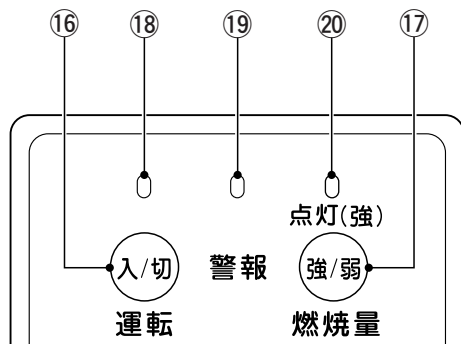 ⑯ ⑱ ⑲ ⑳ ⑰
点灯(強)
入/切 警報 強/弱
運転 燃焼量